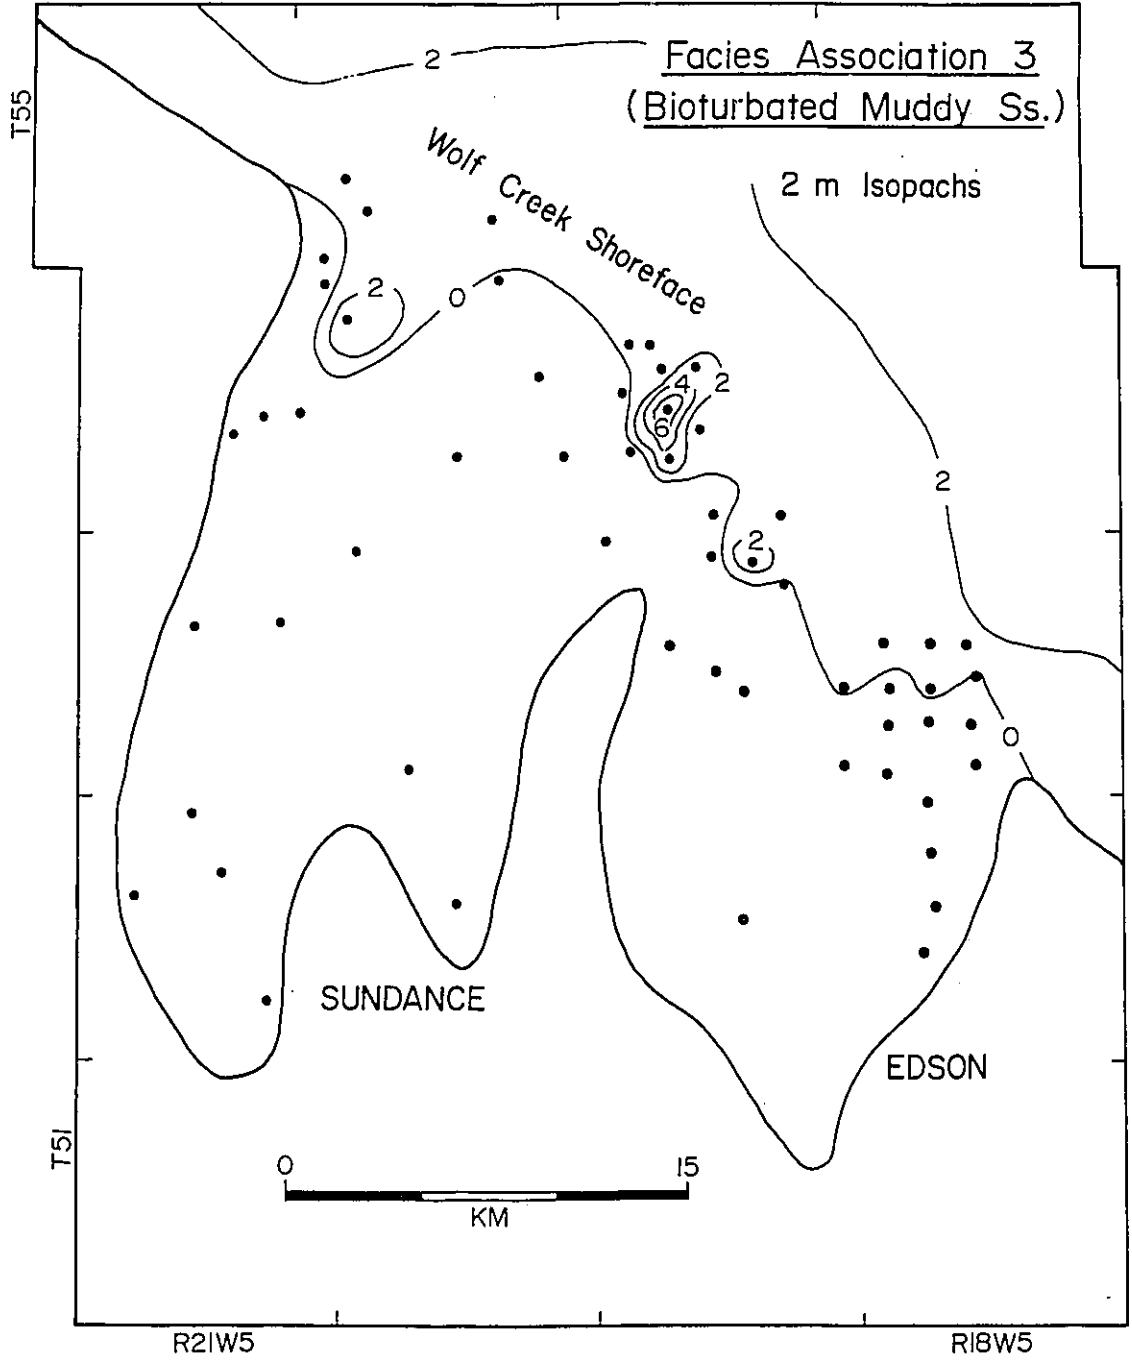 2
Facies Association 3
(Bioturbated Muddy Ss.)
T55
Wolf Creek Shoreface
2 m Isopachs
2
0
4
2
6
2
2
0
SUNDANCE
EDSON
T51
0
15
KM
R21W5
R18W5